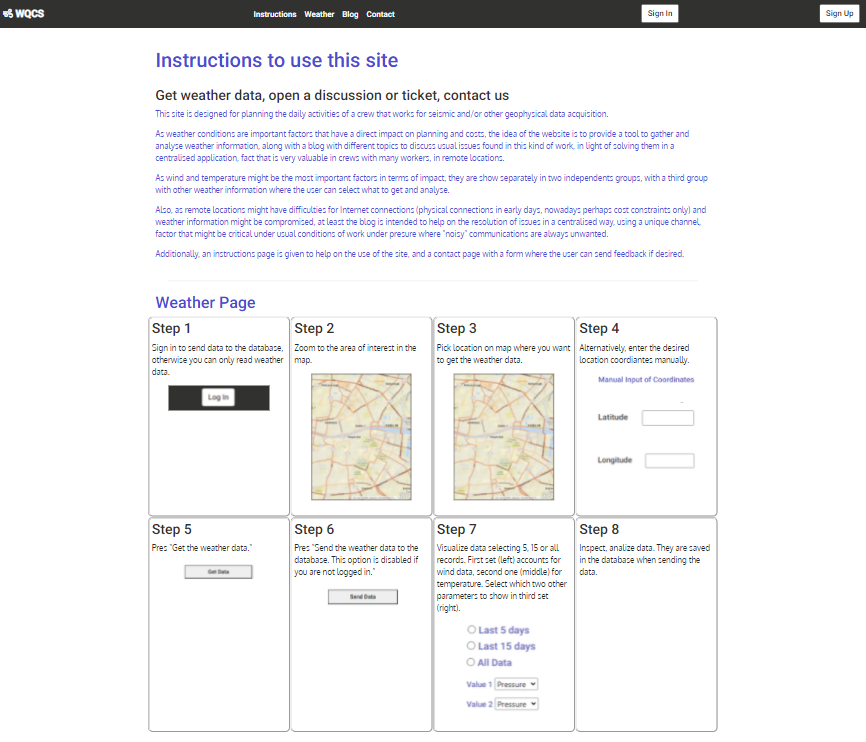 WQCS
Instructions Weather Blog Contact
Sign In
Sign Up
Instructions to use this site
Get weather data, open a discussion or ticket, contact us
This site is designed for planning the daily activities of a crew that works for seismic and/or other geophysical data acquisition.
As weather conditions are important factors that have a direct impact on planning and costs, the idea of the website is to provide a tool to gather and
analyse weather information, along with a blog with different topics to discuss usual issues found in this kind of work, in light of solving them in a
centralised application, fact that is very valuable in crews with many workers, in remote locations.
As wind and temperature might be the most important factors in terms of impact, they are show separately in two independents groups, with a third group
with other weather information where the user can select what to get and analyse.
Also, as remote locations might have difficulties for Internet connections (physical connections in early days, nowadays perhaps cost constraints only) and
weather information might be compromised, at least the blog is intended to help on the resolution of issues in a centralised way, using a unique channel,
factor that might be critical under usual conditions of work under presure where "noisy" communications are always unwanted.
Additionally, an instructions page is given to help on the use of the site, and a contact page with a form where the user can send feedback if desired.
Weather Page
Step 1
Sign in to send data to the database,
otherwise you can only read weather
data.
Log In
Step 2
Zoom to the area of interest in the
map.
Step 3
Pick location on map where you want
to get the weather data.
Step 4
Alternatively, enter the desired
location coordiantes manually.
Manual Input of Coordinates
Latitude
Longitude
Step 5
Pres "Get the weather data."
Get Data
Step 6
Pres "Send the weather data to the
database. This option is disabled if
you are not logged in."
Send Data
Step 7
Visualize data selecting 5, 15 or all
records. First set (left) accounts for
wind data, second one (middle) for
temperature. Select which two other
parameters to show in third set
(right).
Last 5 days
Last 15 days
All Data
Value 1 Pressure
Value 2 Pressure
Step 8
Inspect, analize data. They are saved
in the database when sending the
data.